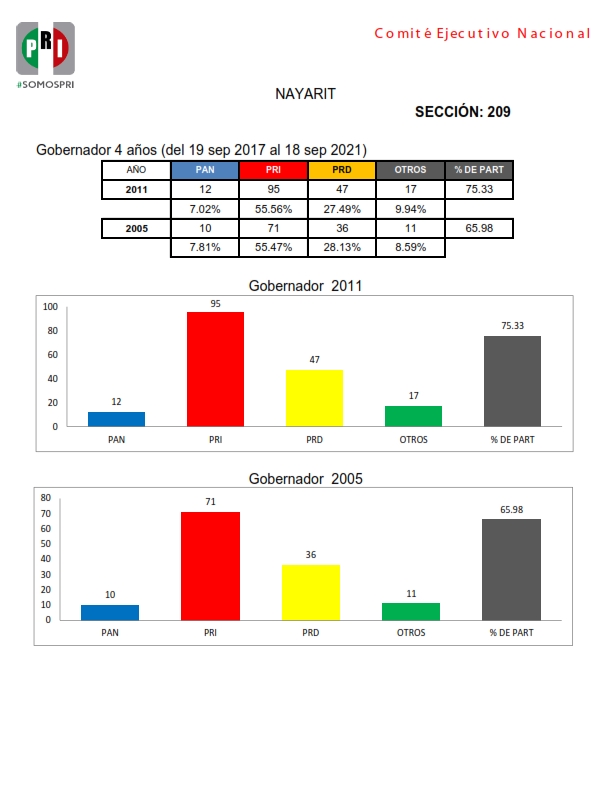 Comité Ejecutivo Nacional
PRI
#SOMOSPRI
NAYARIT
SECCIÓN: 209
Gobernador 4 años (del 19 sep 2017 al 18 sep 2021)
AÑO PAN PRI PRD OTROS % DE PART
2011 12 95 47 17 75.33
7.02% 55.56% 27.49% 9.94%
2005 10 71 36 11 65.98
7.81% 55.47% 28.13% 8.59%
Gobernador 2011
100
80
60
40
20
0
12
95
47
17
75.33
PAN PRI PRD OTROS % DE PART
Gobernador 2005
80
70
60
50
40
30
20
10
0
10
71
36
11
65.98
PAN PRI PRD OTROS % DE PART